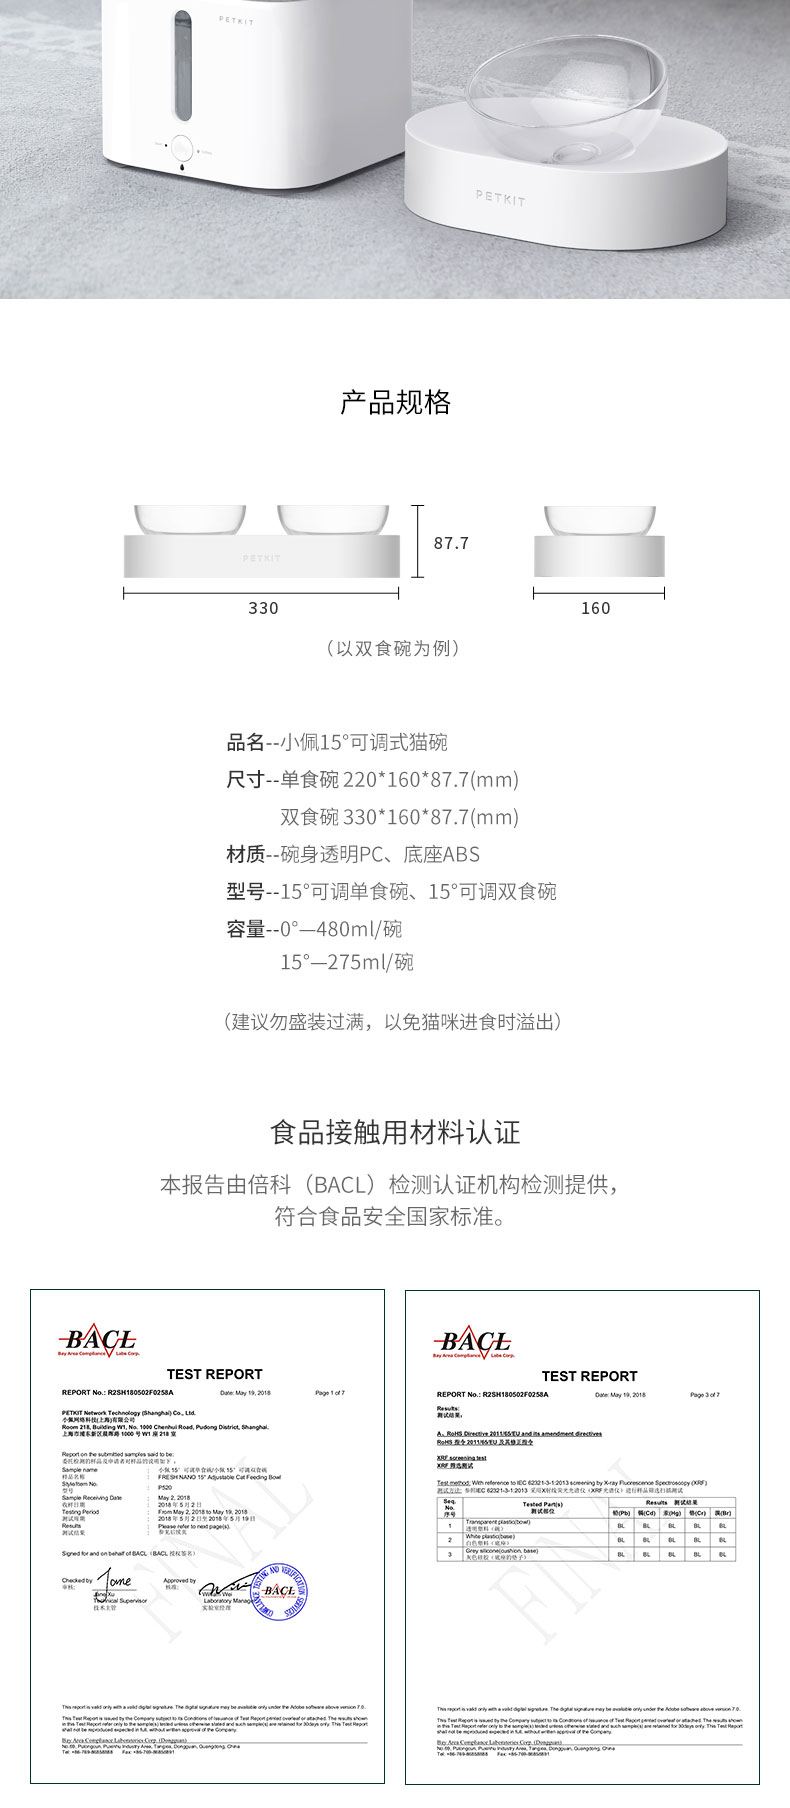 PETKIT
PETKIT
产品规格
PETKIT
87.7
330
160
（以双食碗为例）
品名--小佩15°可调式猫碗
尺寸--单食碗 220*160*87.7(mm)
双食碗 330*160*87.7(mm)
材质--碗身透明PC、底座ABS
型号--15°可调单食碗、15°可调双食碗
容量--0°—480ml/碗
15°—275ml/碗
（建议勿盛装过满，以免猫咪进食时溢出）
食品接触用材料认证
本报告由倍科（BACL）检测认证机构检测提供，
符合食品安全国家标准。
BACL
Bay Area Compliance Labs Corp.
TEST REPORT
REPORT No.: R2SH180502F0258A Date: May 19, 2018 Page 1 of 7
PETKIT Network Technology (Shanghai) Co., Ltd.
小佩网络科技(上海)有限公司
Room 218, Building W1, No. 1000 Chenhui Road, Pudong District, Shanghai.
上海市浦东新区晨晖路 1000 号 W1 座 218 室
Report on the submitted samples said to be:
委托检测的样品及申请者对样品的说明如下：
Sample name : 小佩 15° 可调单食碗/小佩 15° 可调双食碗
样品名称 FRESH NANO 15° Adjustable Cat Feeding Bowl
Style/Item No. : P520
型号
Sample Receiving Date : May 2, 2018
收样日期 2018 年 5 月 2 日
Testing Period : From May 2, 2018 to May 19, 2018
测试周期 2018 年 5 月 2 日至 2018 年 5 月 19 日
Results : Please refer to next page(s).
测试结果 参见后续页
Signed for and on behalf of BACL（BACL 授权签名）
Checked by
审核:
Jane Xu
Technical Supervisor
技术主管
Approved by
批准:
William Wei
Laboratory Manager
实验室经理
BACL
FINAL
This report is valid only with a valid digital signature. The digital signature may be available only under the Adobe software above version 7.0.
This Test Report is issued by the Company subject to its Conditions of Issuance of Test Report printed overleaf or attached. The results shown
in this Test Report refer only to the sample(s) tested unless otherwise stated and such sample(s) are retained for 30days only. This Test Report
shall not be reproduced expected in full, without written approval of the Company.
Bay Area Compliance Laboratories Corp. (Dongguan)
No.69, Pulongcun, Puxinhu Industry Area, Tangxia, Dongguan, Guangdong, China
Tel: +86-769-86858888 Fax: +86-769-86858891
BACL
Bay Area Compliance Labs Corp.
TEST REPORT
REPORT No.: R2SH180502F0258A Date: May 19, 2018 Page 3 of 7
Results:
测试结果:
A、RoHS Directive 2011/65/EU and its amendment directives
RoHS 指令 2011/65/EU 及其修正指令
XRF screening test
XRF 筛选测试
Test method: With reference to IEC 62321-3-1:2013 screening by X-ray Fluorescence Spectroscopy (XRF)
测试方法: 参照IEC 62321-3-1:2013 采用X射线荧光光谱仪（XRF光谱仪）进行样品筛选扫描测试
Seq. No. 序号 Tested Part(s) 测试部位 Results 测试结果
铅(Pb) 镉(Cd) 汞(Hg) 铬(Cr) 溴(Br)
1 Transparent plastic(bowl) 透明塑料（碗） BL BL BL BL BL
2 White plastic(base) 白色塑料（底座） BL BL BL BL BL
3 Grey silicone(cushion, base) 灰色硅胶（底座的垫子） BL BL BL BL BL
FINAL
This report is valid only with a valid digital signature. The digital signature may be available only under the Adobe software above version 7.0.
This Test Report is issued by the Company subject to its Conditions of Issuance of Test Report printed overleaf or attached. The results shown
in this Test Report refer only to the sample(s) tested unless otherwise stated and such sample(s) are retained for 30days only. This Test Report
shall not be reproduced expected in full, without written approval of the Company.
Bay Area Compliance Laboratories Corp. (Dongguan)
No.69, Pulongcun, Puxinhu Industry Area, Tangxia, Dongguan, Guangdong, China
Tel: +86-769-86858888 Fax: +86-769-86858891